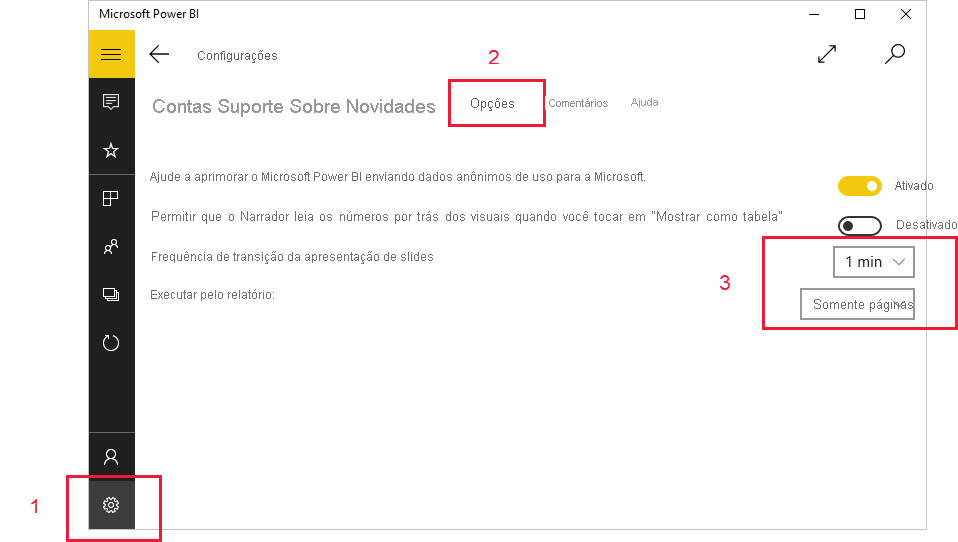 Microsoft Power BI
Configurações
2
Contas Suporte Sobre Novidades Opções Comentários Ajuda
Ajude a aprimorar o Microsoft Power BI enviando dados anônimos de uso para a Microsoft.
Ativado
Permitir que o Narrador leia os números por trás dos visuais quando você tocar em "Mostrar como tabela"
Desativado
Frequência de transição da apresentação de slides
1 min
3
Executar pelo relatório:
Somente páginas
1